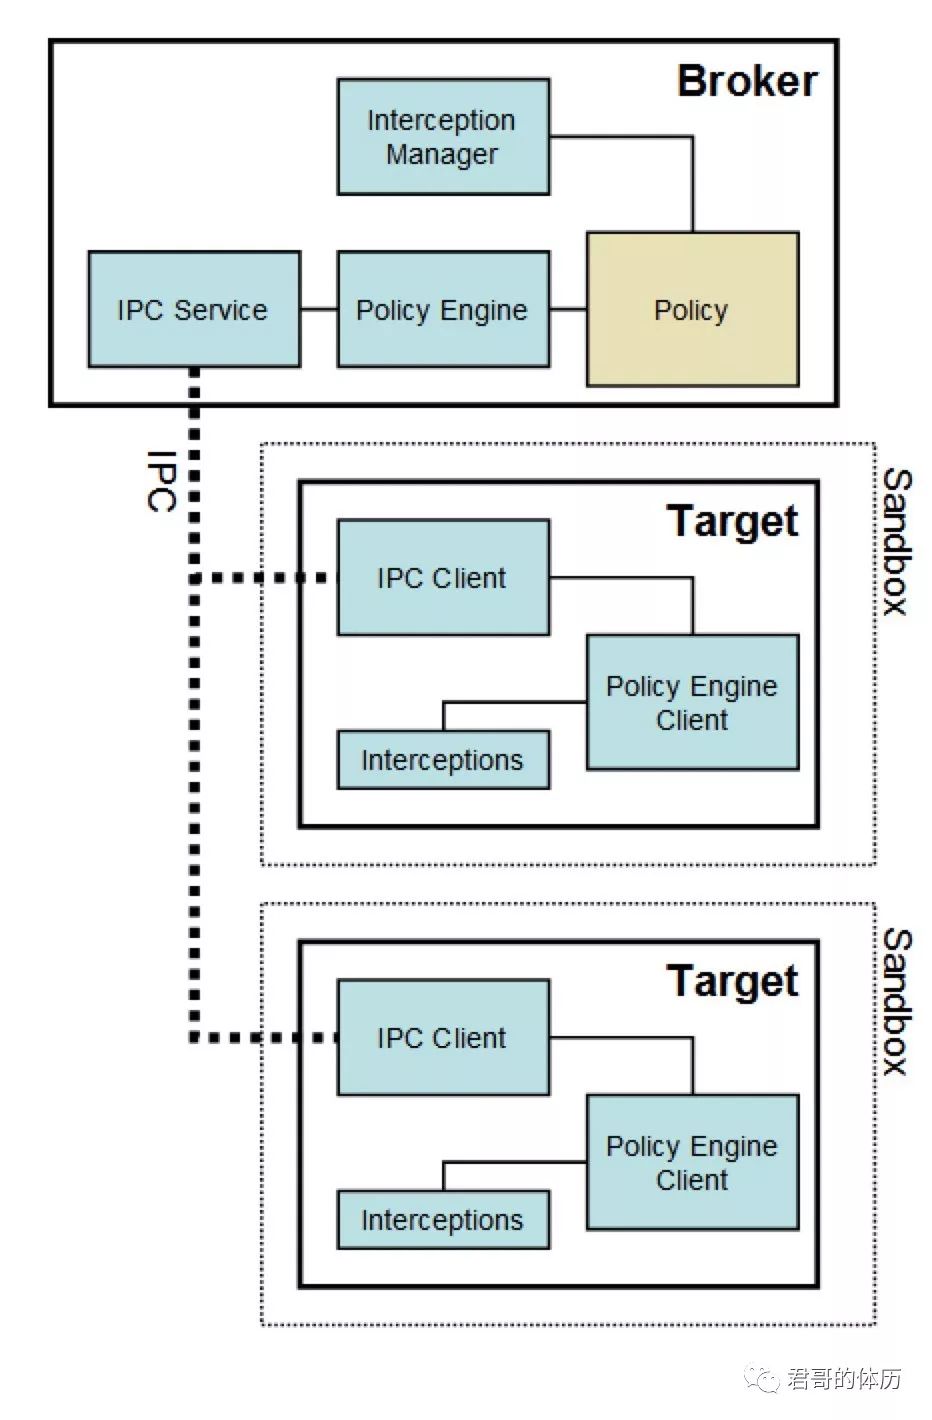 Broker
Interception
Manager
IPC Service
Policy Engine
Policy
IPC
Sandbox
Target
IPC Client
Policy Engine
Client
Interceptions
Sandbox
Target
IPC Client
Policy Engine
Client
Interceptions
君哥的体历